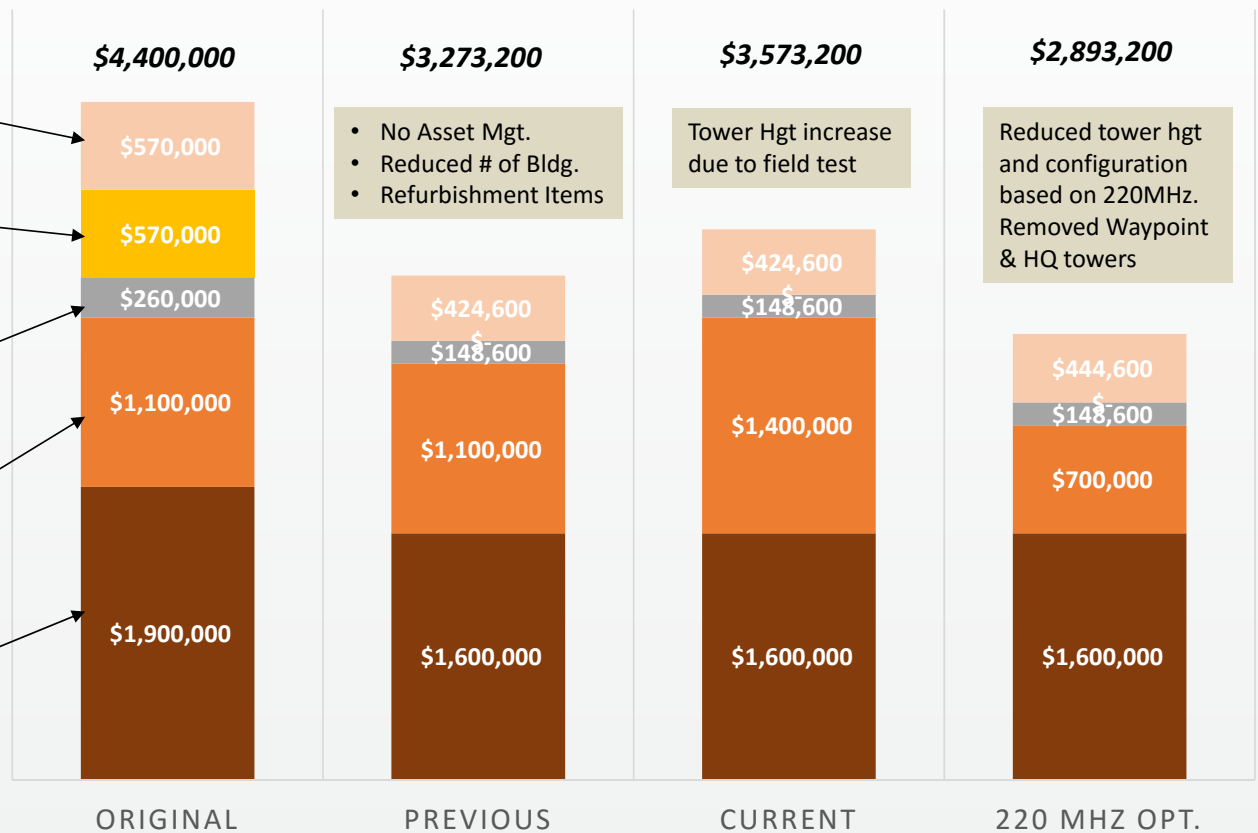 $4,400,000
$3,273,200
$3,573,200
$2,893,200
• No Asset Mgt.
• Reduced # of Bldg.
• Refurbishment Items
Tower Hgt increase
due to field test
Reduced tower hgt
and configuration
based on 220MHz.
Removed Waypoint
& HQ towers
$570,000
$570,000
$260,000
$1,100,000
$1,900,000
$424,600
$-
$148,600
$1,100,000
$1,600,000
$424,600
$-
$148,600
$1,400,000
$1,600,000
$444,600
$-
$148,600
$700,000
$1,600,000
ORIGINAL
PREVIOUS
CURRENT
220 MHZ OPT.